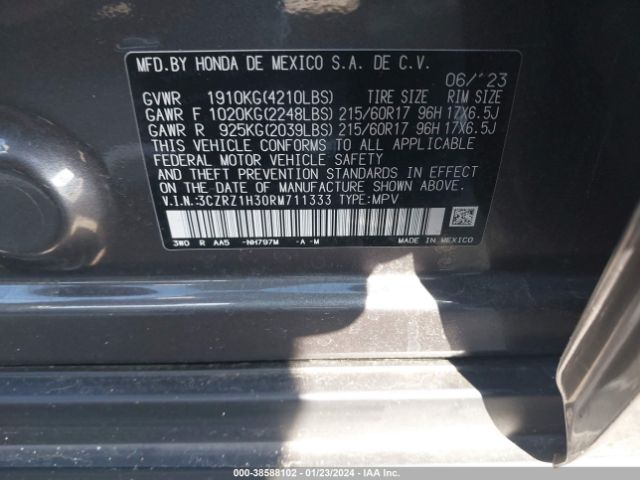 MFD.BY HONDA DE MEXICO S.A. DE C.V.
06/'23
GVWR 1910KG(4210LBS) TIRE SIZE RIM SIZE
GAWR F 1020KG(2248LBS) 215/60R17 96H 17X6.5J
GAWR R 925KG(2039LBS) 215/60R17 96H 17X6.5J
THIS VEHICLE CONFORMS TO ALL APPLICABLE
FEDERAL MOTOR VEHICLE SAFETY
AND THEFT PREVENTION STANDARDS IN EFFECT
ON THE DATE OF MANUFACTURE SHOWN ABOVE.
V.I.N.:3CZRZ1H30RM711333 TYPE:MPV
3W0 R AA5 -NH797M -A -M MADE IN MEXICO
000-38588102 - 01/23/2024 - IAA Inc.